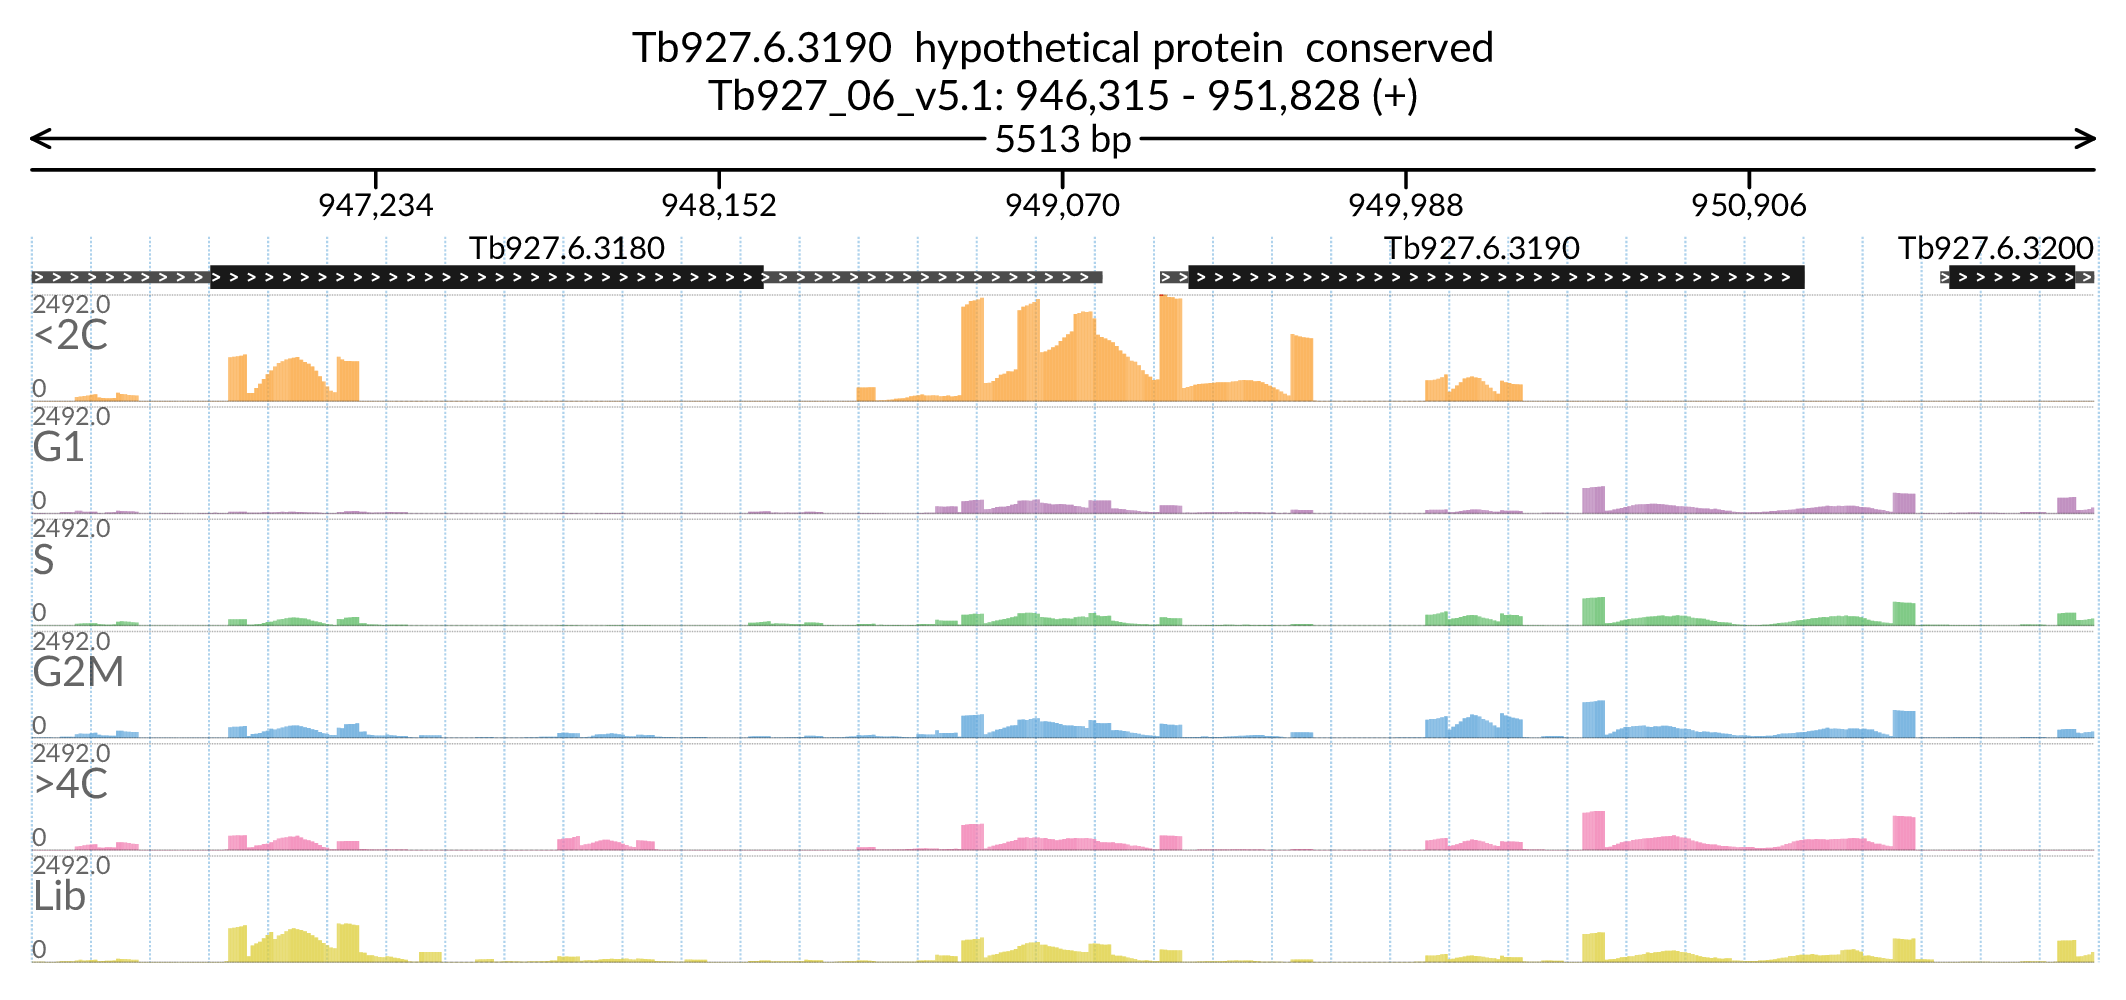 Tb927.6.3190 hypothetical protein conserved
Tb927_06_v5.1: 946,315 - 951,828 (+)
5513 bp
947,234 948,152 949,070 949,988 950,906
Tb927.6.3180 Tb927.6.3190 Tb927.6.3200
2492.0
<2C
0
2492.0
G1
0
2492.0
S
0
2492.0
G2M
0
2492.0
>4C
0
2492.0
Lib
0